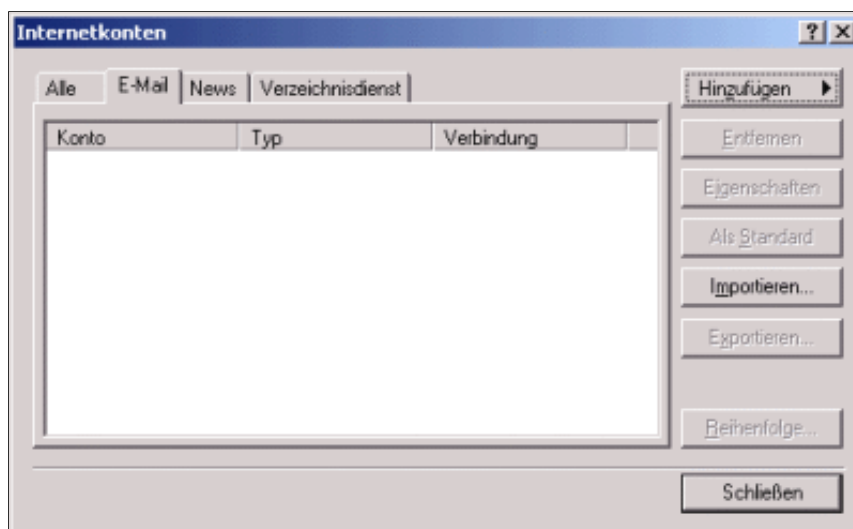 Internetkonten
Alle E-Mail News Verzeichnisdienst
Konto Typ Verbindung
Hinzufügen
Entfernen
Eigenschaften
Als Standard
Importieren...
Exportieren...
Reihenfolge...
Schließen